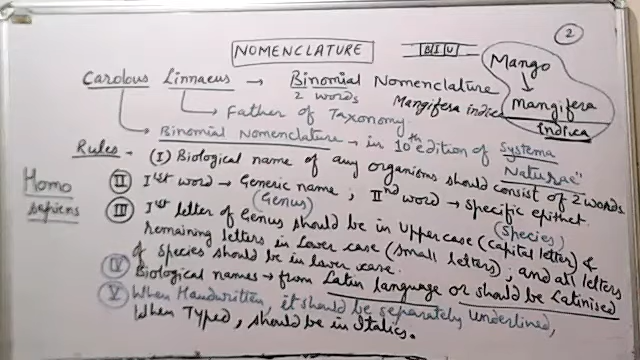 2
NOMENCLATURE
B I U
Mango
Carolous Linnaeus → Binomial Nomenclature
2 words
Mangifera indica
Mangifera
indica
Father of Taxonomy.
Binomial Nomenclature → in 10th edition of Systema
Naturae"
Rules - (I) Biological name of any organisms should consist of 2 words
Homo
sapiens
II Ist word → Generic name ; IInd word → Specific epithet.
(Genus)
(Species)
III Ist letter of Genus should be in uppercase (capital letter) &
remaining letters in lower case (small letters), and all letters
of species should be in lower case.
IV Biological names → from Latin language or should be Latinised
V When Handwritten, it should be separately underlined,
When Typed, should be in Italics.